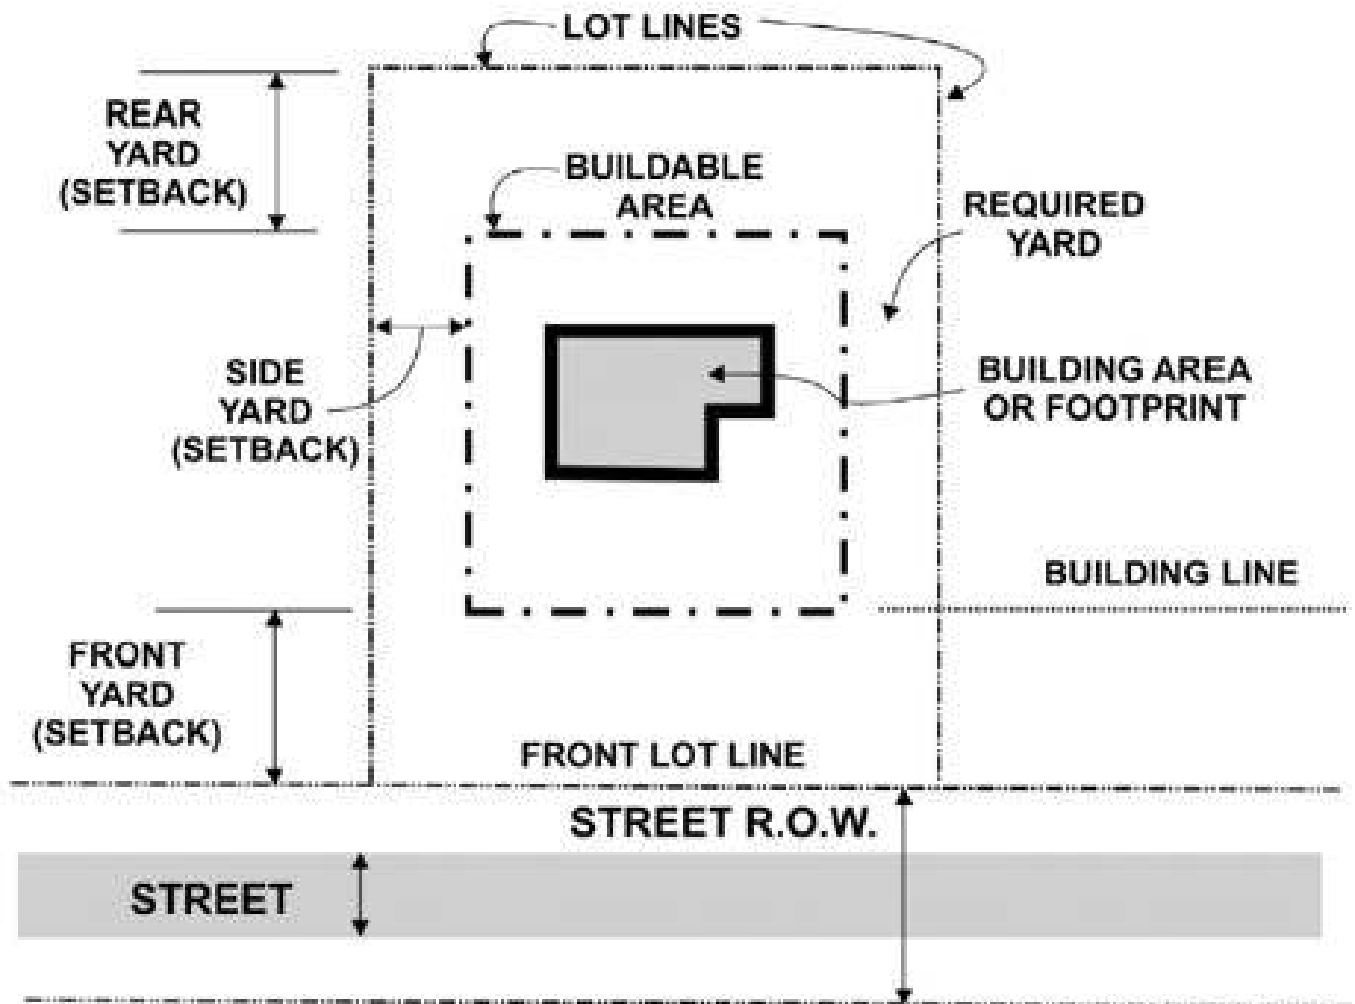 LOT LINES
REAR
YARD
(SETBACK)
BUILDABLE
AREA
REQUIRED
YARD
SIDE
YARD
(SETBACK)
BUILDING AREA
OR FOOTPRINT
BUILDING LINE
FRONT
YARD
(SETBACK)
FRONT LOT LINE
STREET R.O.W.
STREET